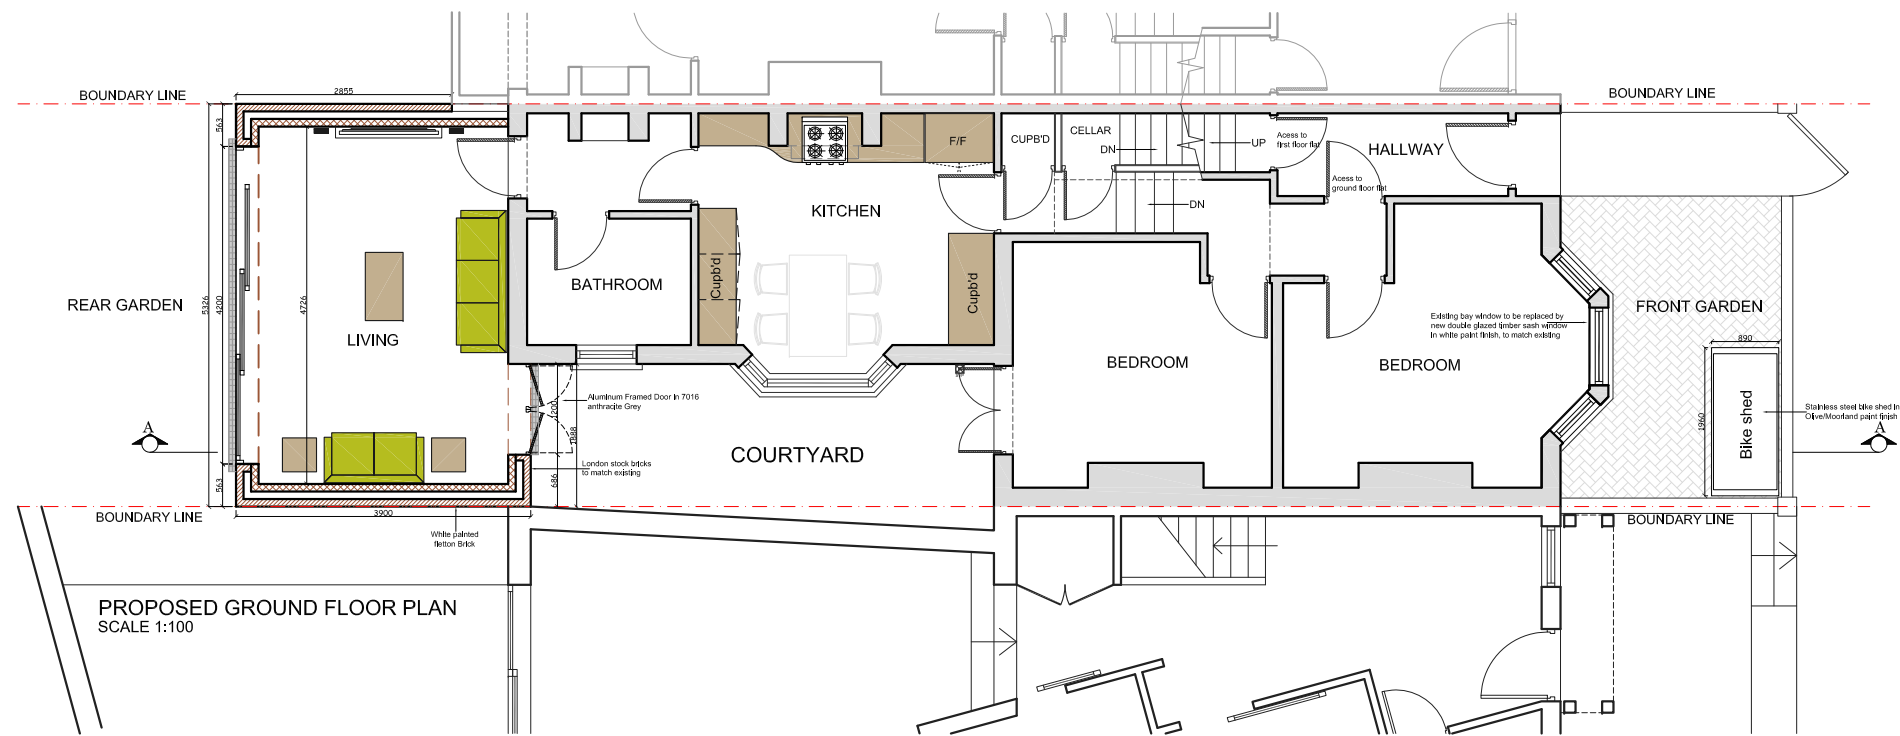 BOUNDARY LINE
2855
BOUNDARY LINE
563
F/F
CUPB'D
CELLAR
DN
UP
Acess to
first floor flat
HALLWAY
Acess to
ground floor flat
KITCHEN
DN
BATHROOM
Cupb'd
Cupb'd
REAR GARDEN
5326
4200
4726
LIVING
FRONT GARDEN
Existing bay window to be replaced by
new double glazed timber sash window
in white paint finish, to match existing
890
BEDROOM
BEDROOM
Aluminum Framed Door in 7016
anthracite Grey
1200
1888
Stainless steel bike shed in
Olive/Moorland paint finish
1960
Bike shed
A
A
COURTYARD
London stock bricks
to match existing
686
563
3900
BOUNDARY LINE
BOUNDARY LINE
White painted
fletton Brick
PROPOSED GROUND FLOOR PLAN
SCALE 1:100